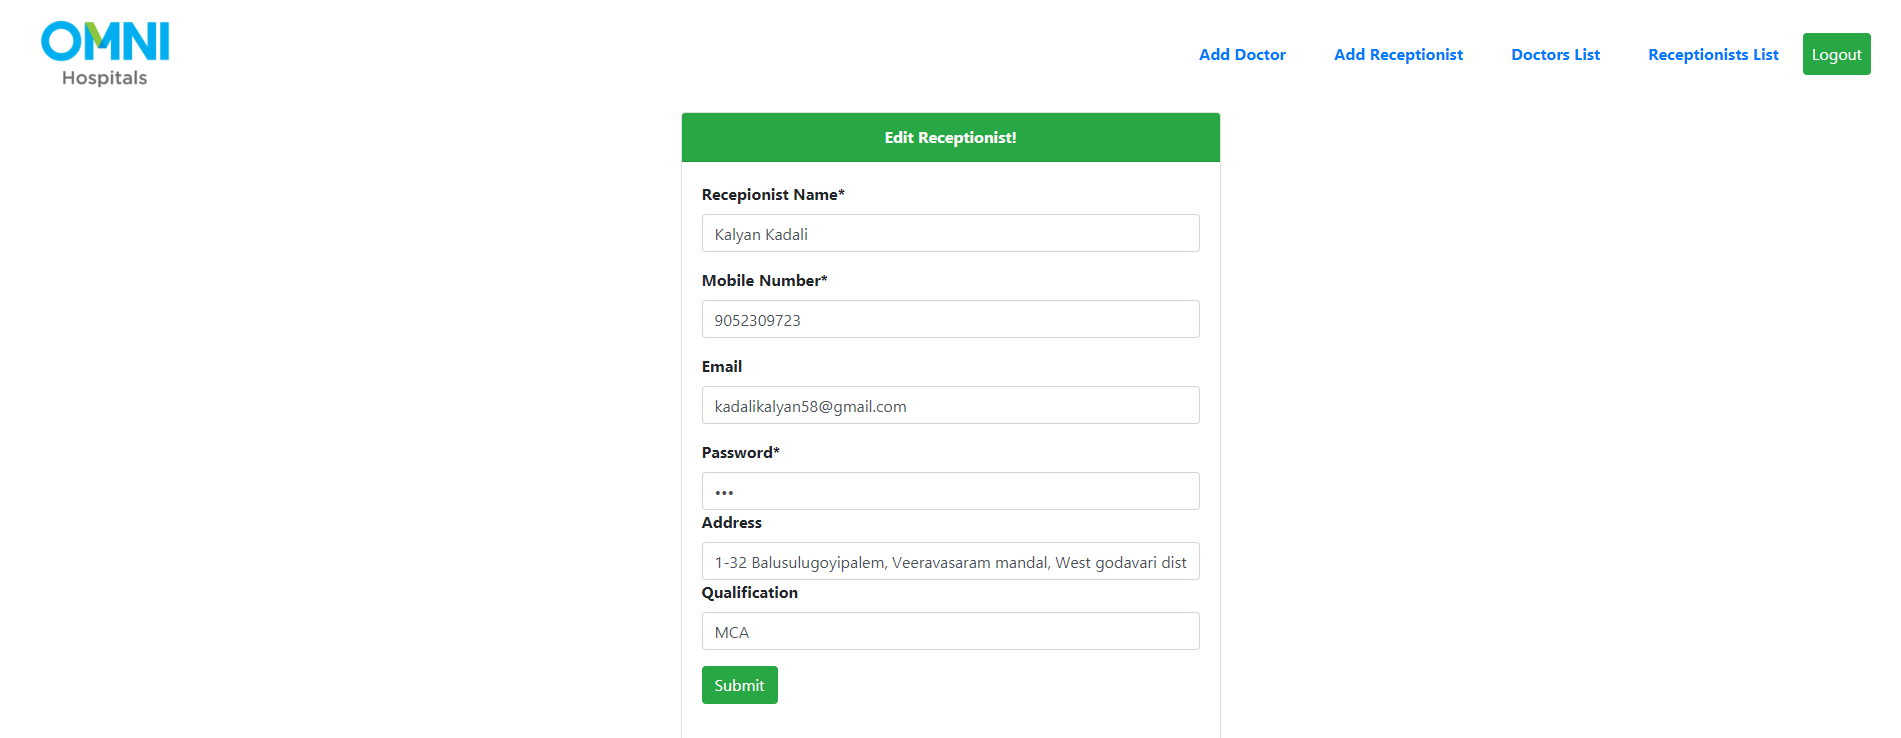 OMNI
Hospitals
Add Doctor
Add Receptionist
Doctors List
Receptionists List
Logout
Edit Receptionist!
Recepionist Name*
Kalyan Kadali
Mobile Number*
9052309723
Email
kadalikalyan58@gmail.com
Password*
•••
Address
1-32 Balusulugoyipalem, Veeravasaram mandal, West godavari dist
Qualification
MCA
Submit